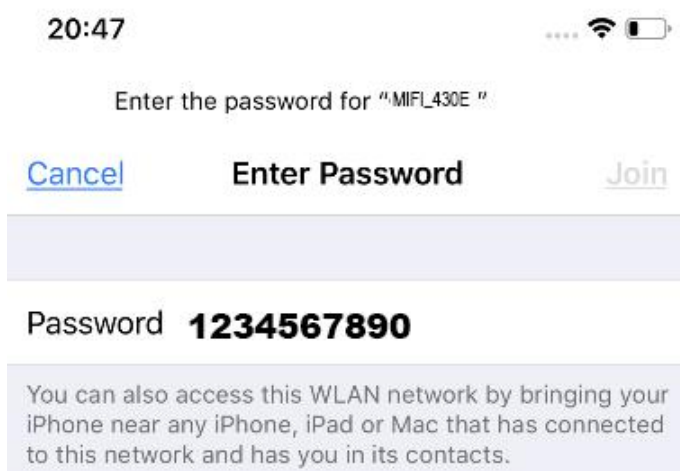 20:47
Enter the password for “MIFI_430E ”
Cancel Enter Password Join
Password 1234567890
You can also access this WLAN network by bringing your
iPhone near any iPhone, iPad or Mac that has connected
to this network and has you in its contacts.